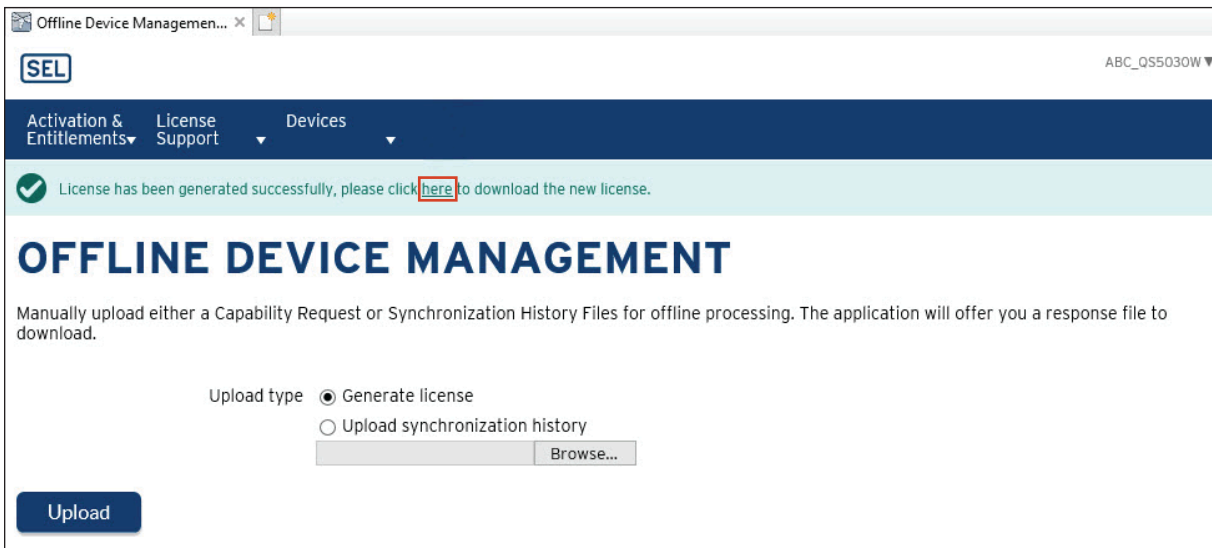 Offline Device Managemen...
SEL
ABC_QS5030W
Activation &
Entitlements
License
Support
Devices
License has been generated successfully, please click here to download the new license.
OFFLINE DEVICE MANAGEMENT
Manually upload either a Capability Request or Synchronization History Files for offline processing. The application will offer you a response file to
download.
Upload type Generate license
Upload synchronization history
Browse...
Upload